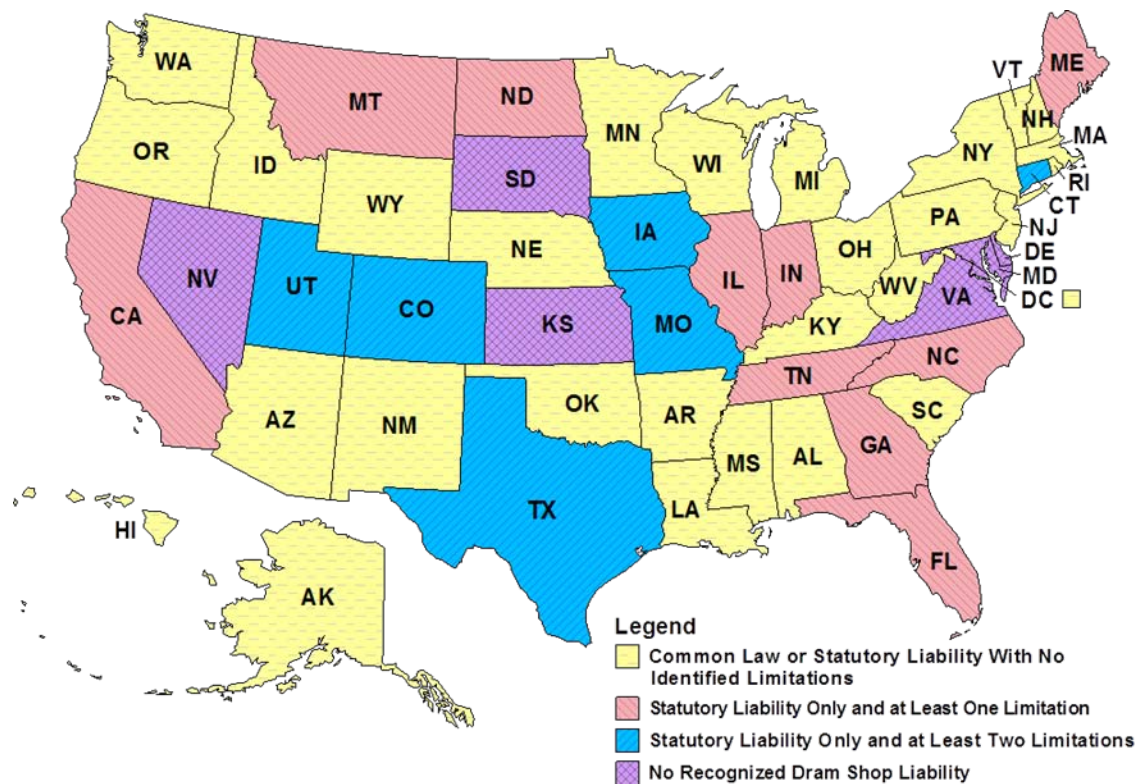 WA
MT
ND
MN
VT
ME
NH
MA
OR
ID
SD
WI
MI
NY
RI
CT
WY
IA
NE
PA
NJ
NV
UT
CO
IL
IN
OH
WV
DE
MD
DC
CA
KS
MO
KY
VA
NC
TN
AZ
NM
OK
AR
SC
MS
AL
GA
TX
LA
HI
FL
AK
Legend
Common Law or Statutory Liability With No
Identified Limitations
Statutory Liability Only and at Least One Limitation
Statutory Liability Only and at Least Two Limitations
No Recognized Dram Shop Liability